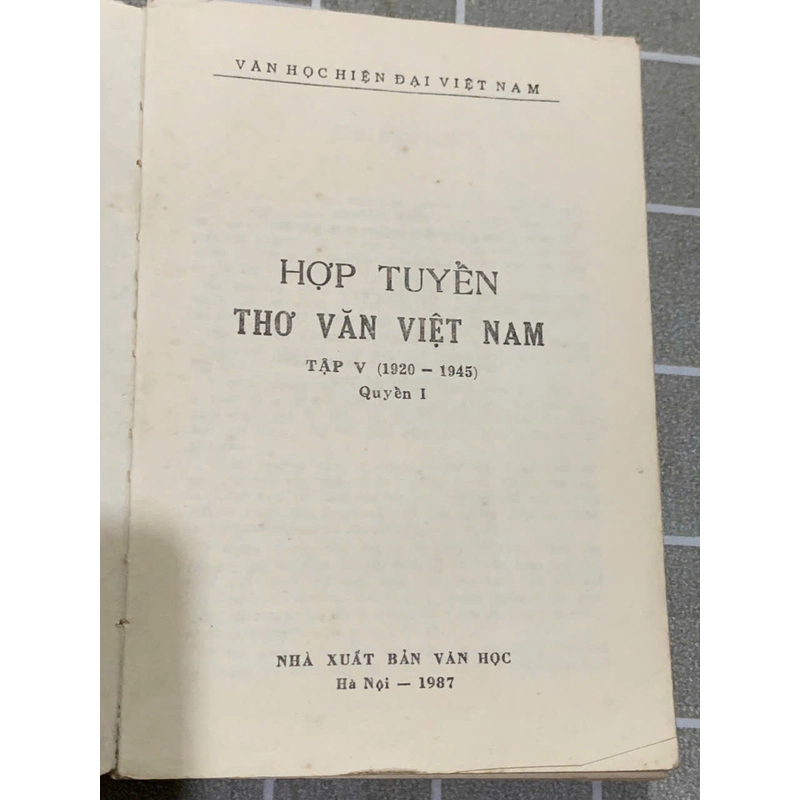 VĂN HỌC HIỆN ĐẠI VIỆT NAM
HỢP TUYỂN
THƠ VĂN VIỆT NAM
TẬP V (1920 — 1945)
Quyển I
NHÀ XUẤT BẢN VĂN HỌC
Hà Nội — 1987